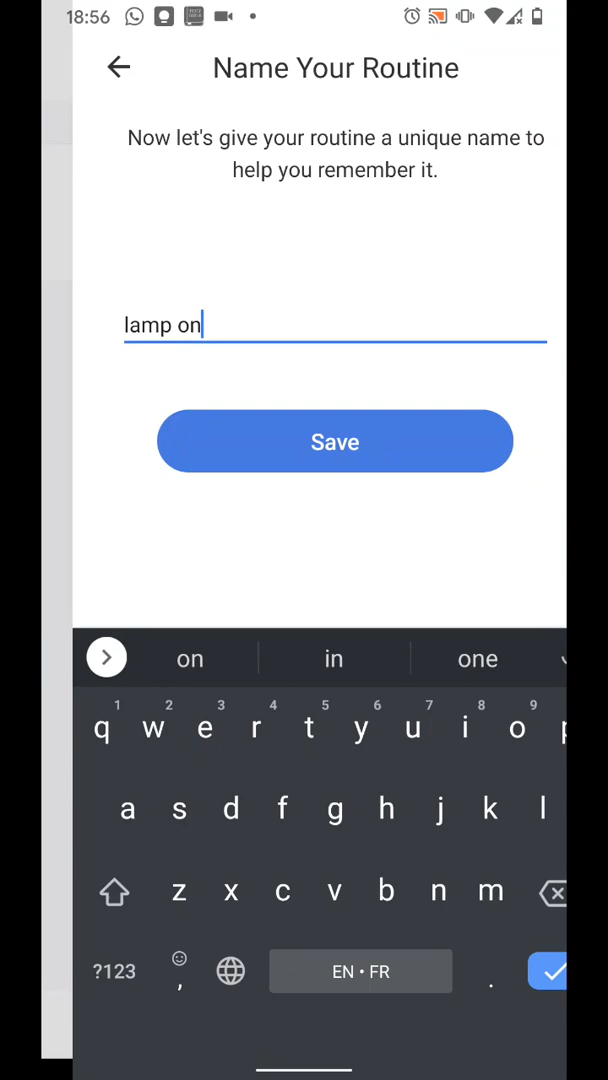 18:56
Name Your Routine
Now let's give your routine a unique name to
help you remember it.
lamp on
Save
on in one
1 2 3 4 5 6 7 8 9
q w e r t y u i o p
a s d f g h j k l
z x c v b n m
?123 , EN • FR .